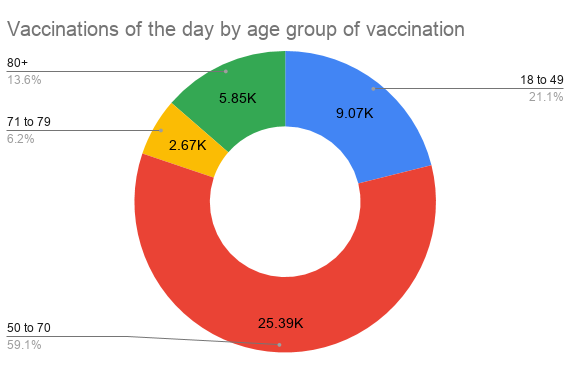 Vaccinations of the day by age group of vaccination
80+
13.6%
18 to 49
21.1%
5.85K
9.07K
71 to 79
6.2%
2.67K
25.39K
50 to 70
59.1%